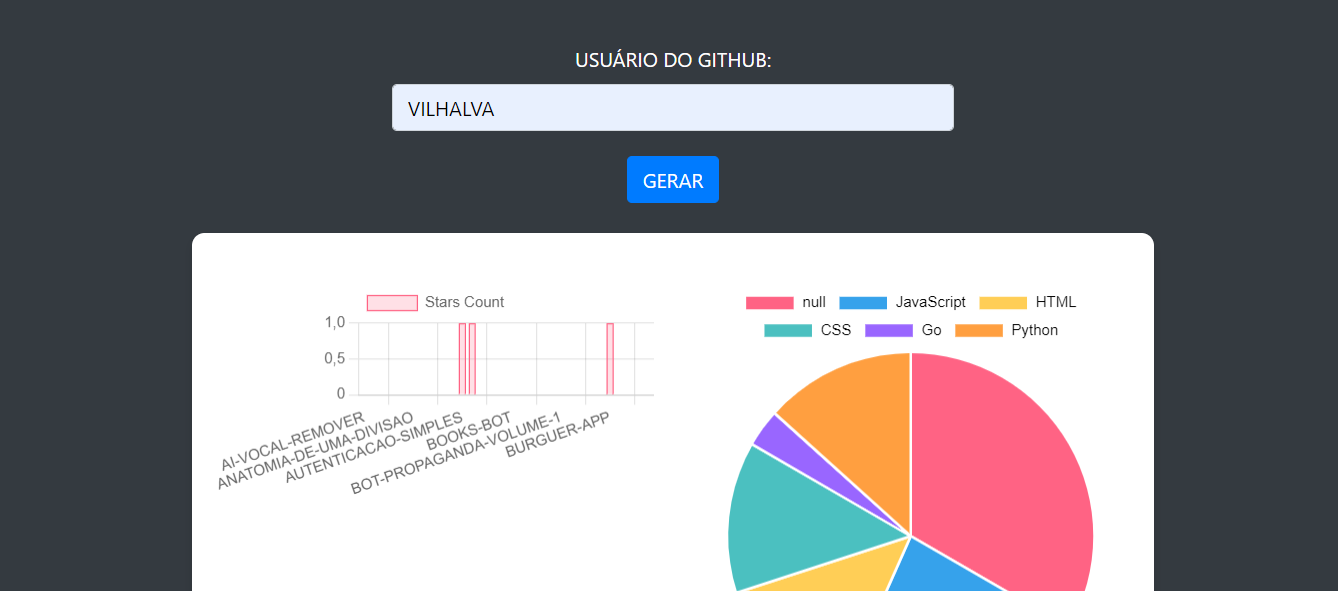 USUÁRIO DO GITHUB:
VILHALVA
GERAR
Stars Count
1,0
0,5
0
AI-VOCAL-REMOVER
ANATOMIA-DE-UMA-DIVISAO
AUTENTICACAO-SIMPLES
BOOKS-BOT
BOT-PROPAGANDA-VOLUME-1
BURGUER-APP
null JavaScript HTML
CSS Go Python